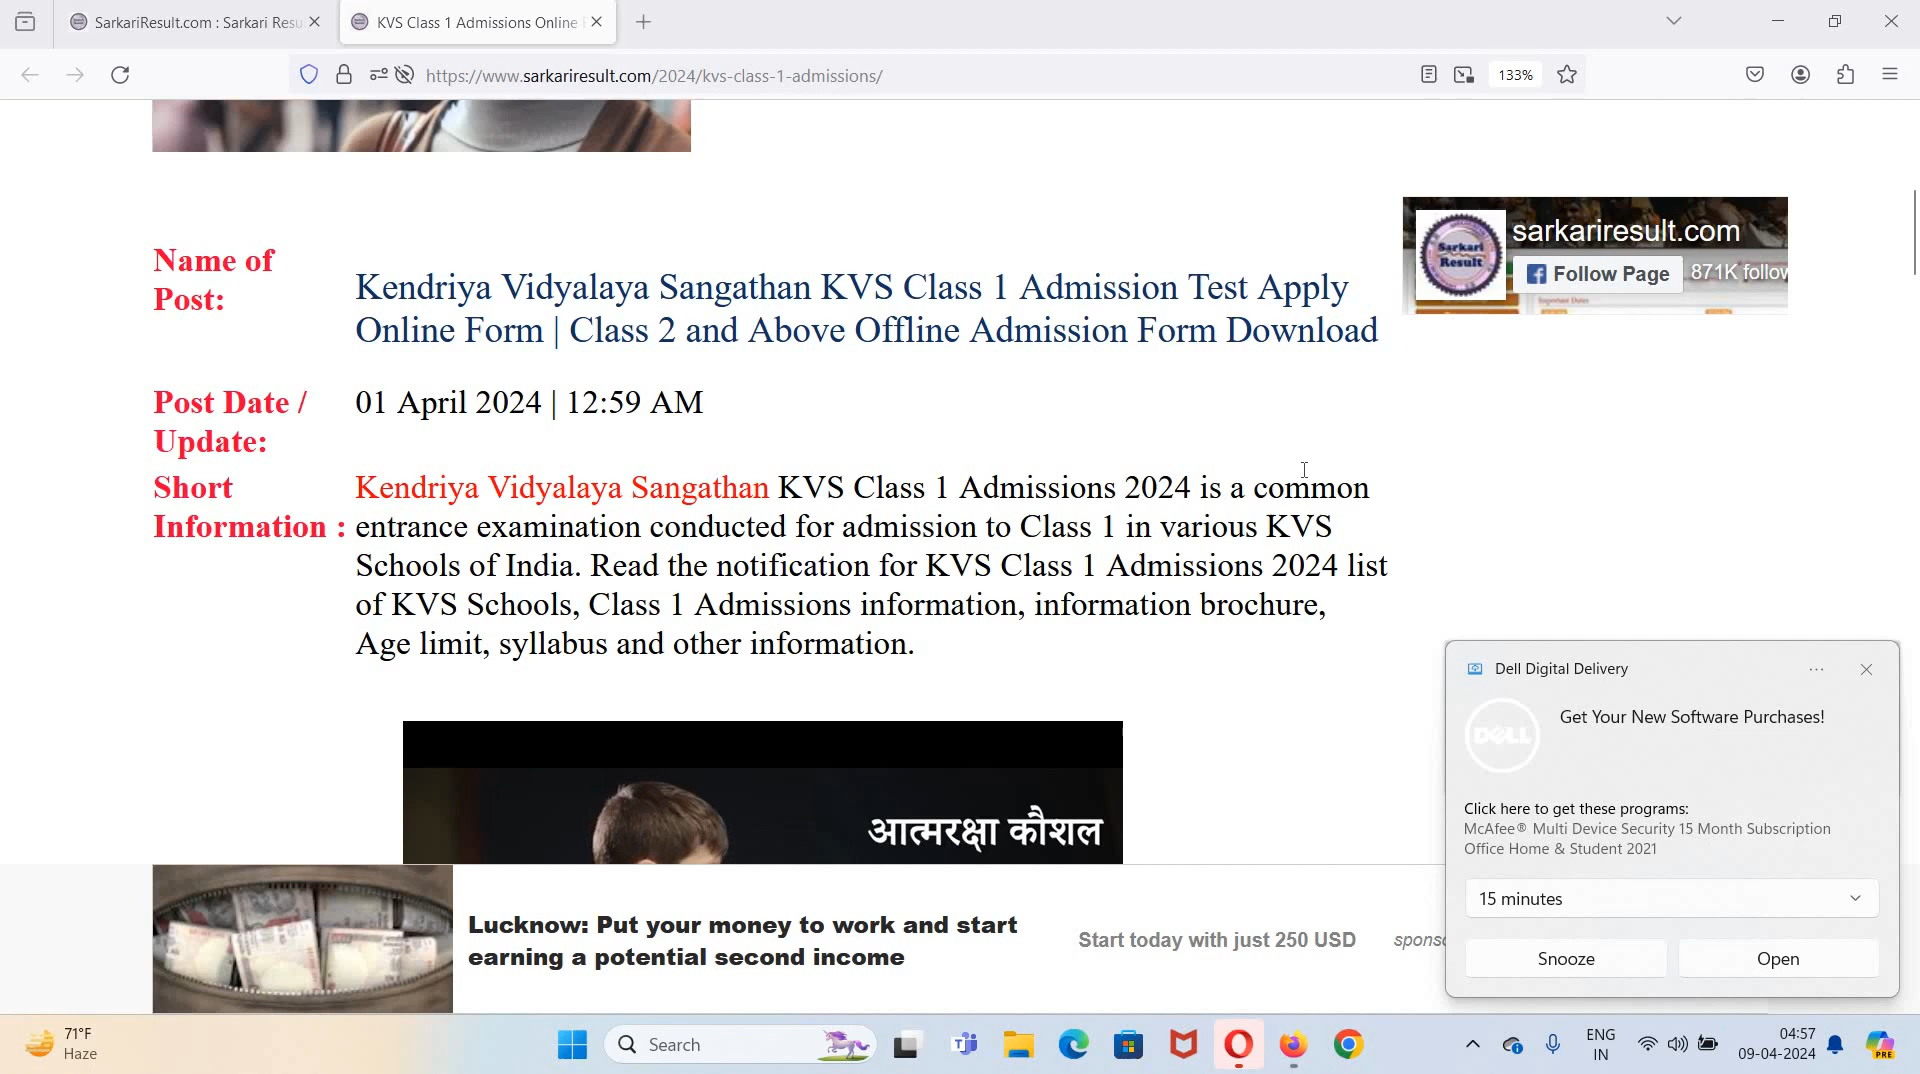 SarkariResult.com : Sarkari Resu
KVS Class 1 Admissions Online
https://www.sarkariresult.com/2024/kvs-class-1-admissions/
133%
sarkariresult.com
Follow Page
871K follow
Name of
Post:
Kendriya Vidyalaya Sangathan KVS Class 1 Admission Test Apply
Online Form | Class 2 and Above Offline Admission Form Download
Post Date /
Update:
01 April 2024 | 12:59 AM
Short
Information :
Kendriya Vidyalaya Sangathan KVS Class 1 Admissions 2024 is a common
entrance examination conducted for admission to Class 1 in various KVS
Schools of India. Read the notification for KVS Class 1 Admissions 2024 list
of KVS Schools, Class 1 Admissions information, information brochure,
Age limit, syllabus and other information.
आत्मरक्षा कौशल
Dell Digital Delivery
DELL
Get Your New Software Purchases!
Click here to get these programs:
McAfee® Multi Device Security 15 Month Subscription
Office Home & Student 2021
15 minutes
Snooze
Open
Lucknow: Put your money to work and start
earning a potential second income
Start today with just 250 USD
sponso
71°F
Haze
Search
ENG
IN
04:57
09-04-2024
PRE